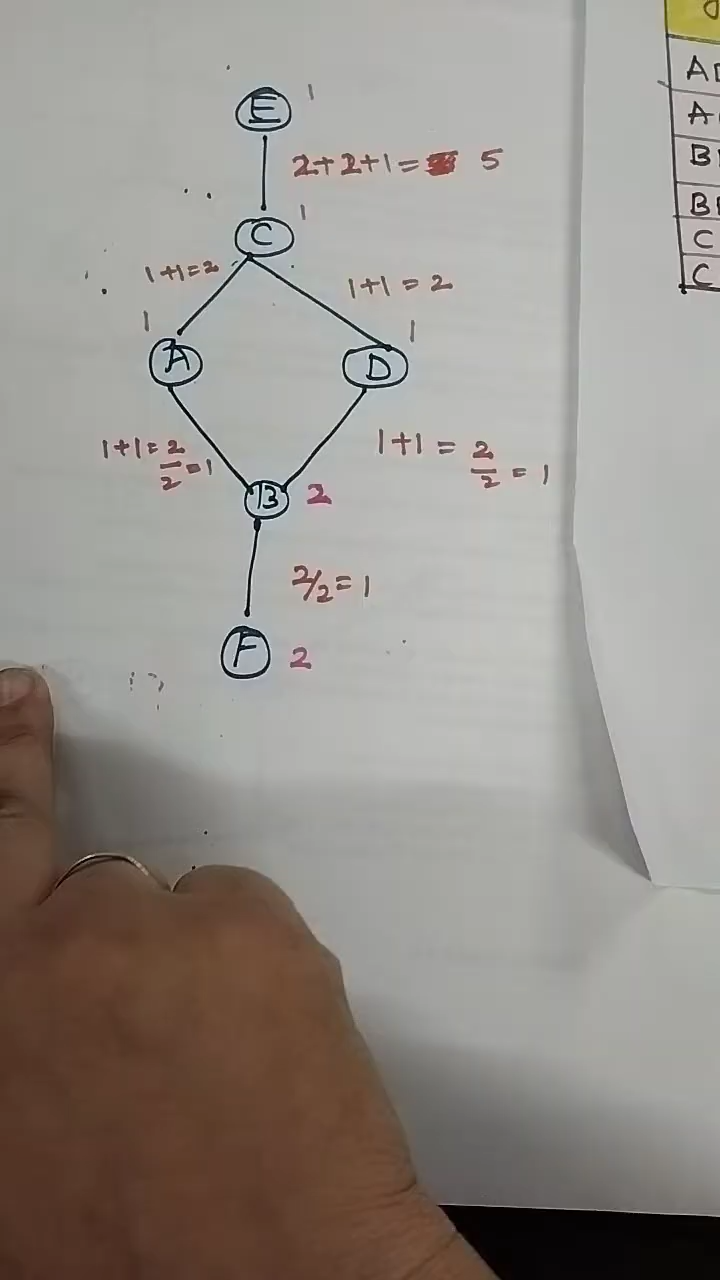 E 1
2+2+1= 5
C 1
1+1=2
1+1=2
1
1
A
D
1+1=2/2=1
1+1=2/2=1
B 2
2/2=1
F 2
A
A
B
B
C
C